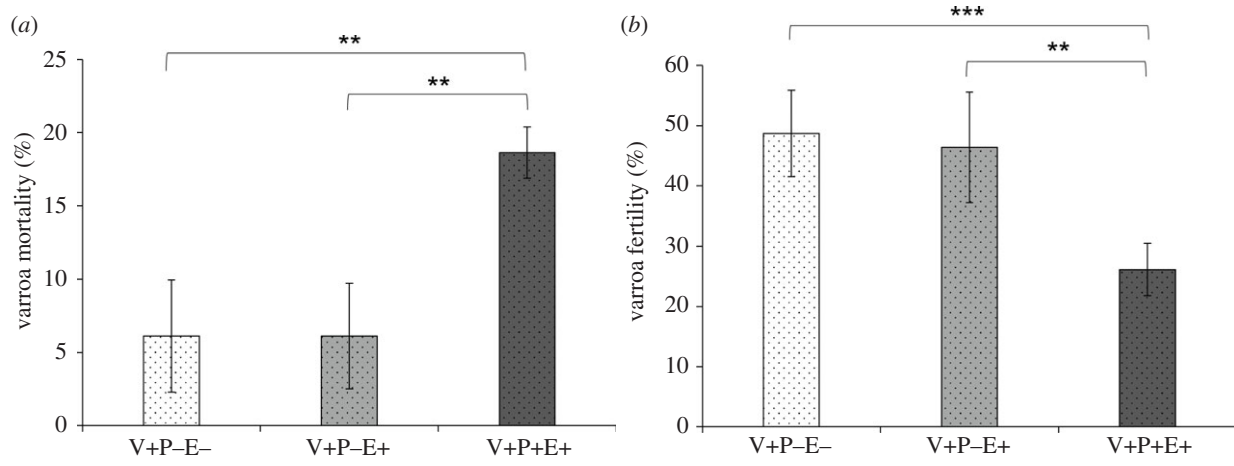 (a)
**
**
25
20
15
10
5
0
varroa mortality (%)
V+P–E– V+P–E+ V+P+E+
(b)
***
**
60
50
40
30
20
10
0
varroa fertility (%)
V+P–E– V+P–E+ V+P+E+